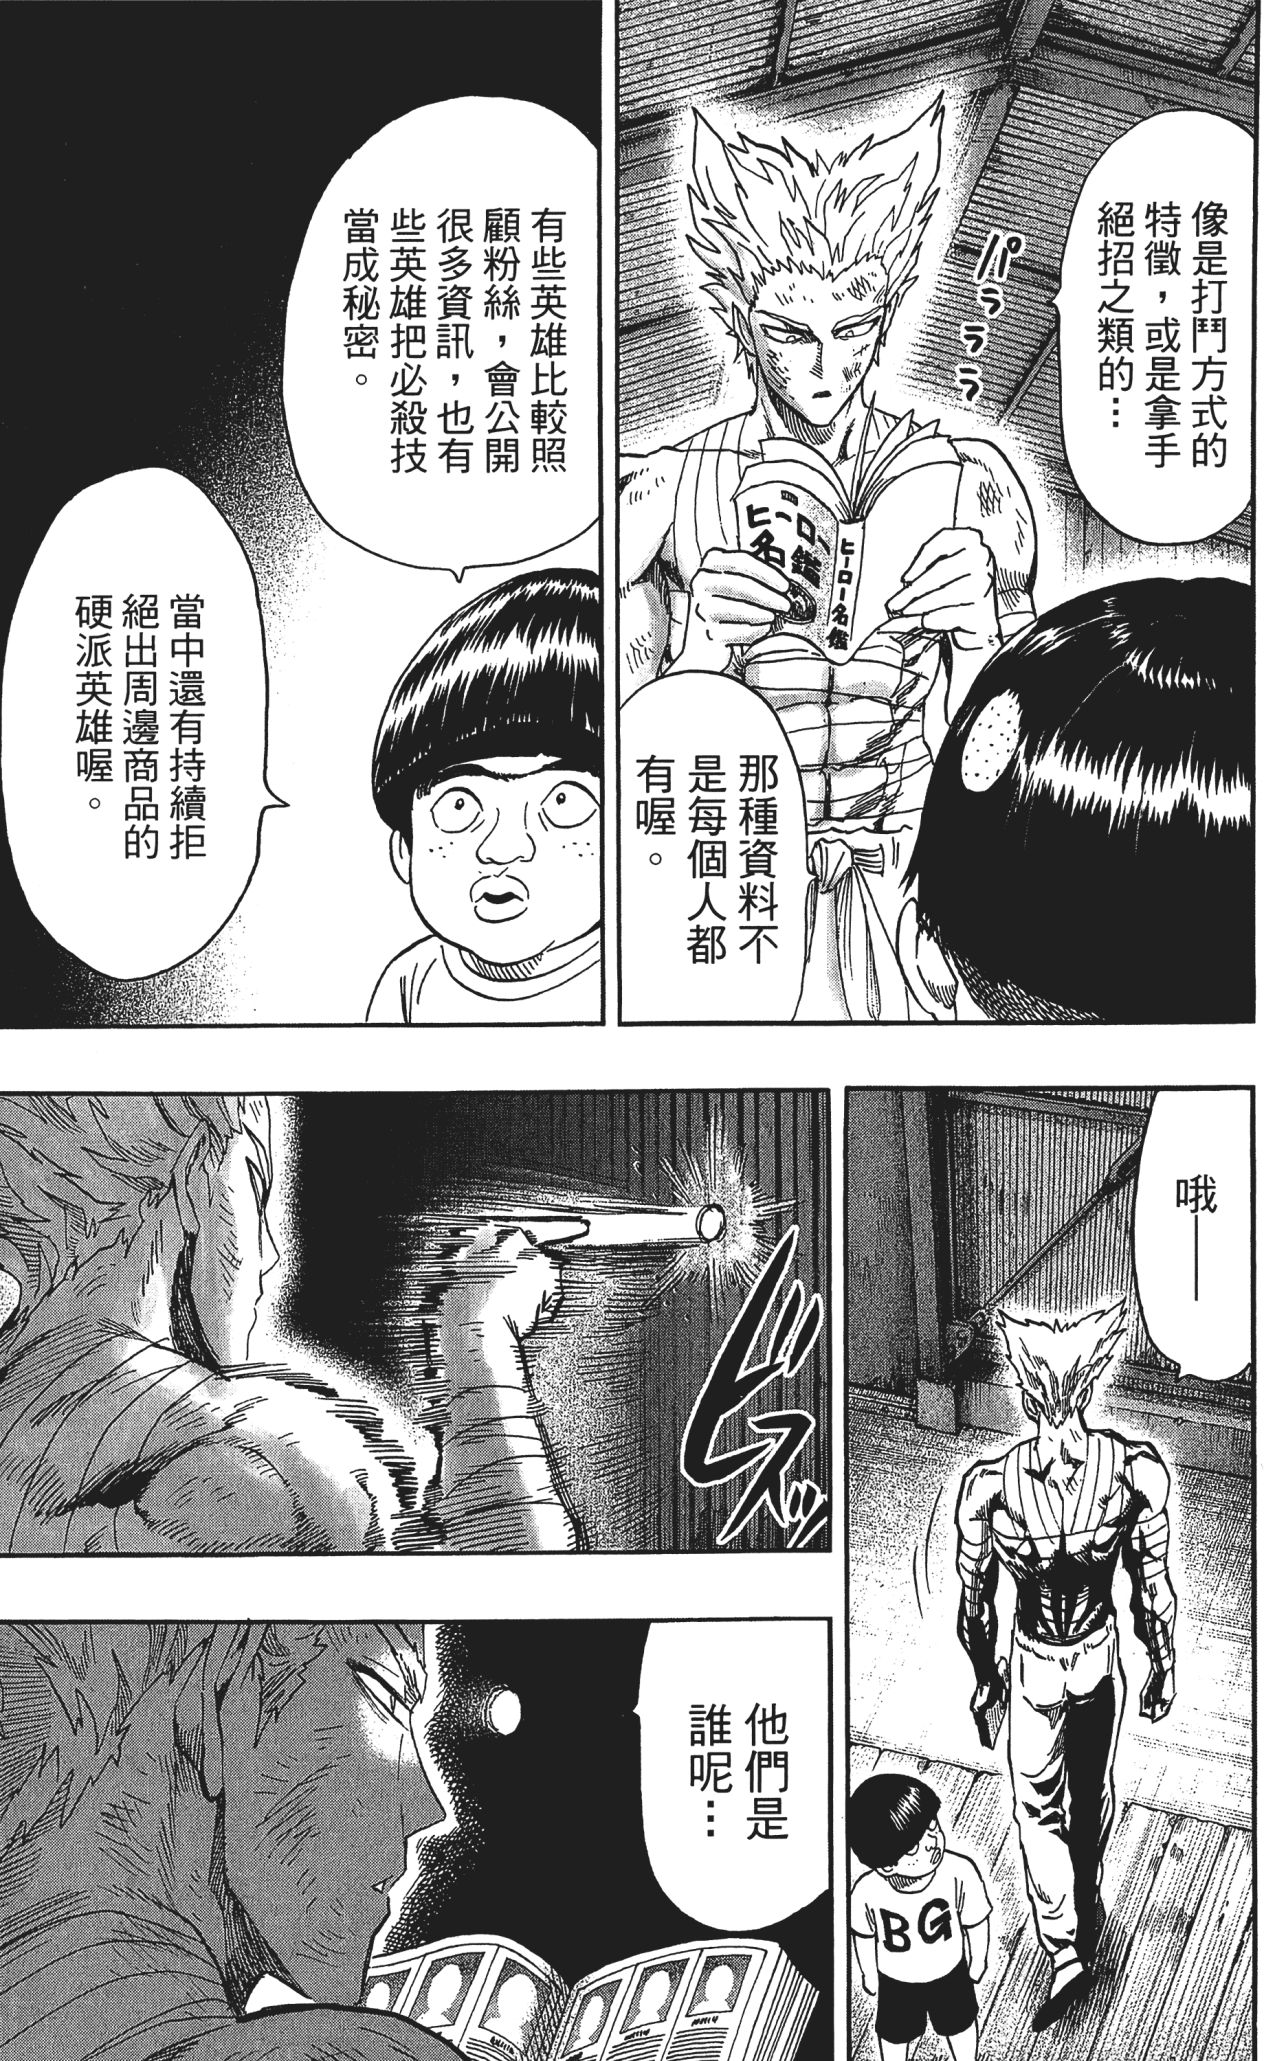 像是打鬥方式的
特徵，或是拿手
絕招之類的…
パラララ
ヒーロー
名鑑
ヒーロー名鑑
那種資料不
是每個人都
有喔。
有些英雄比較照
顧粉絲，會公開
很多資訊，也有
些英雄把必殺技
當成秘密。
當中還有持續拒
絕出周邊商品的
硬派英雄喔。
哦——
BG
ドズッ
他們是
誰呢…